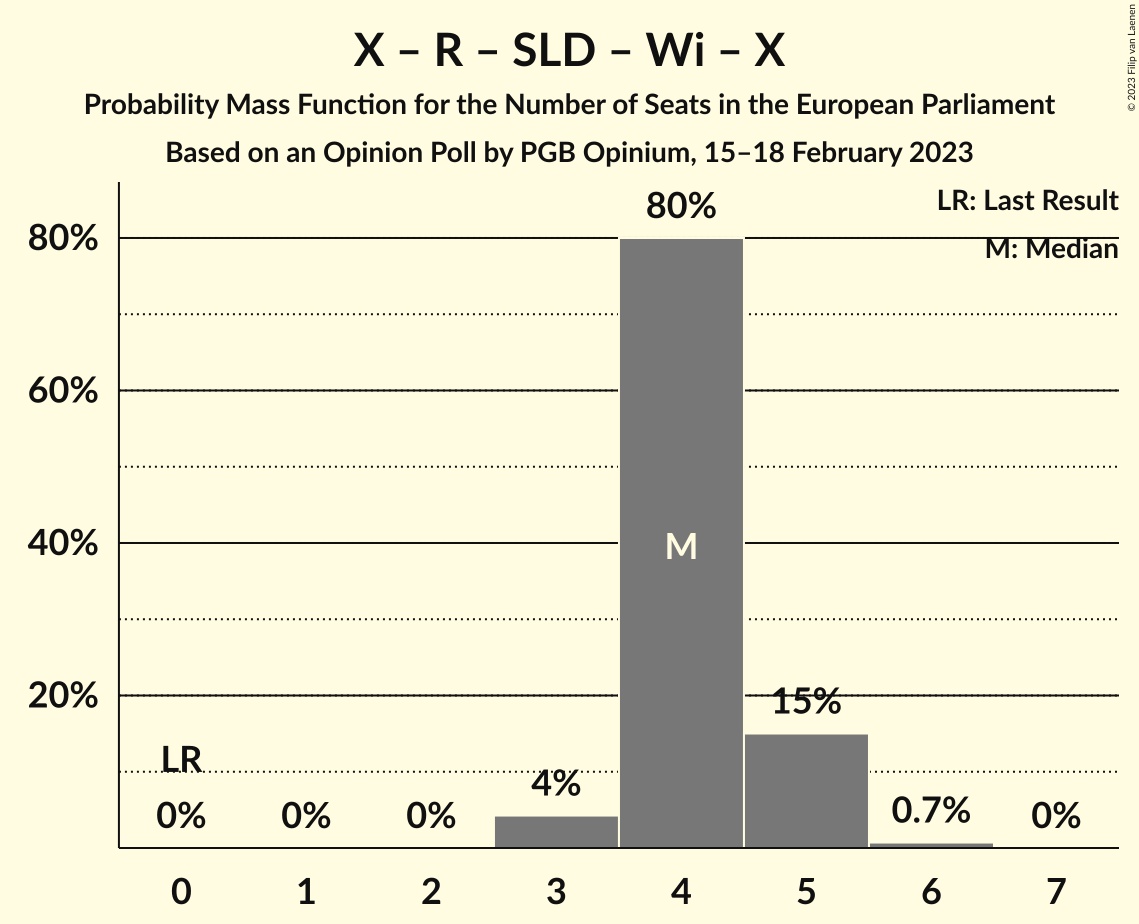 X – R – SLD – Wi – X
Probability Mass Function for the Number of Seats in the European Parliament
Based on an Opinion Poll by PGB Opinium, 15–18 February 2023
© 2023 Filip van Laenen
LR: Last Result
M: Median
80%
60%
40%
20%
LR
0%
0%
0%
4%
80%
M
15%
0.7%
0%
0 1 2 3 4 5 6 7